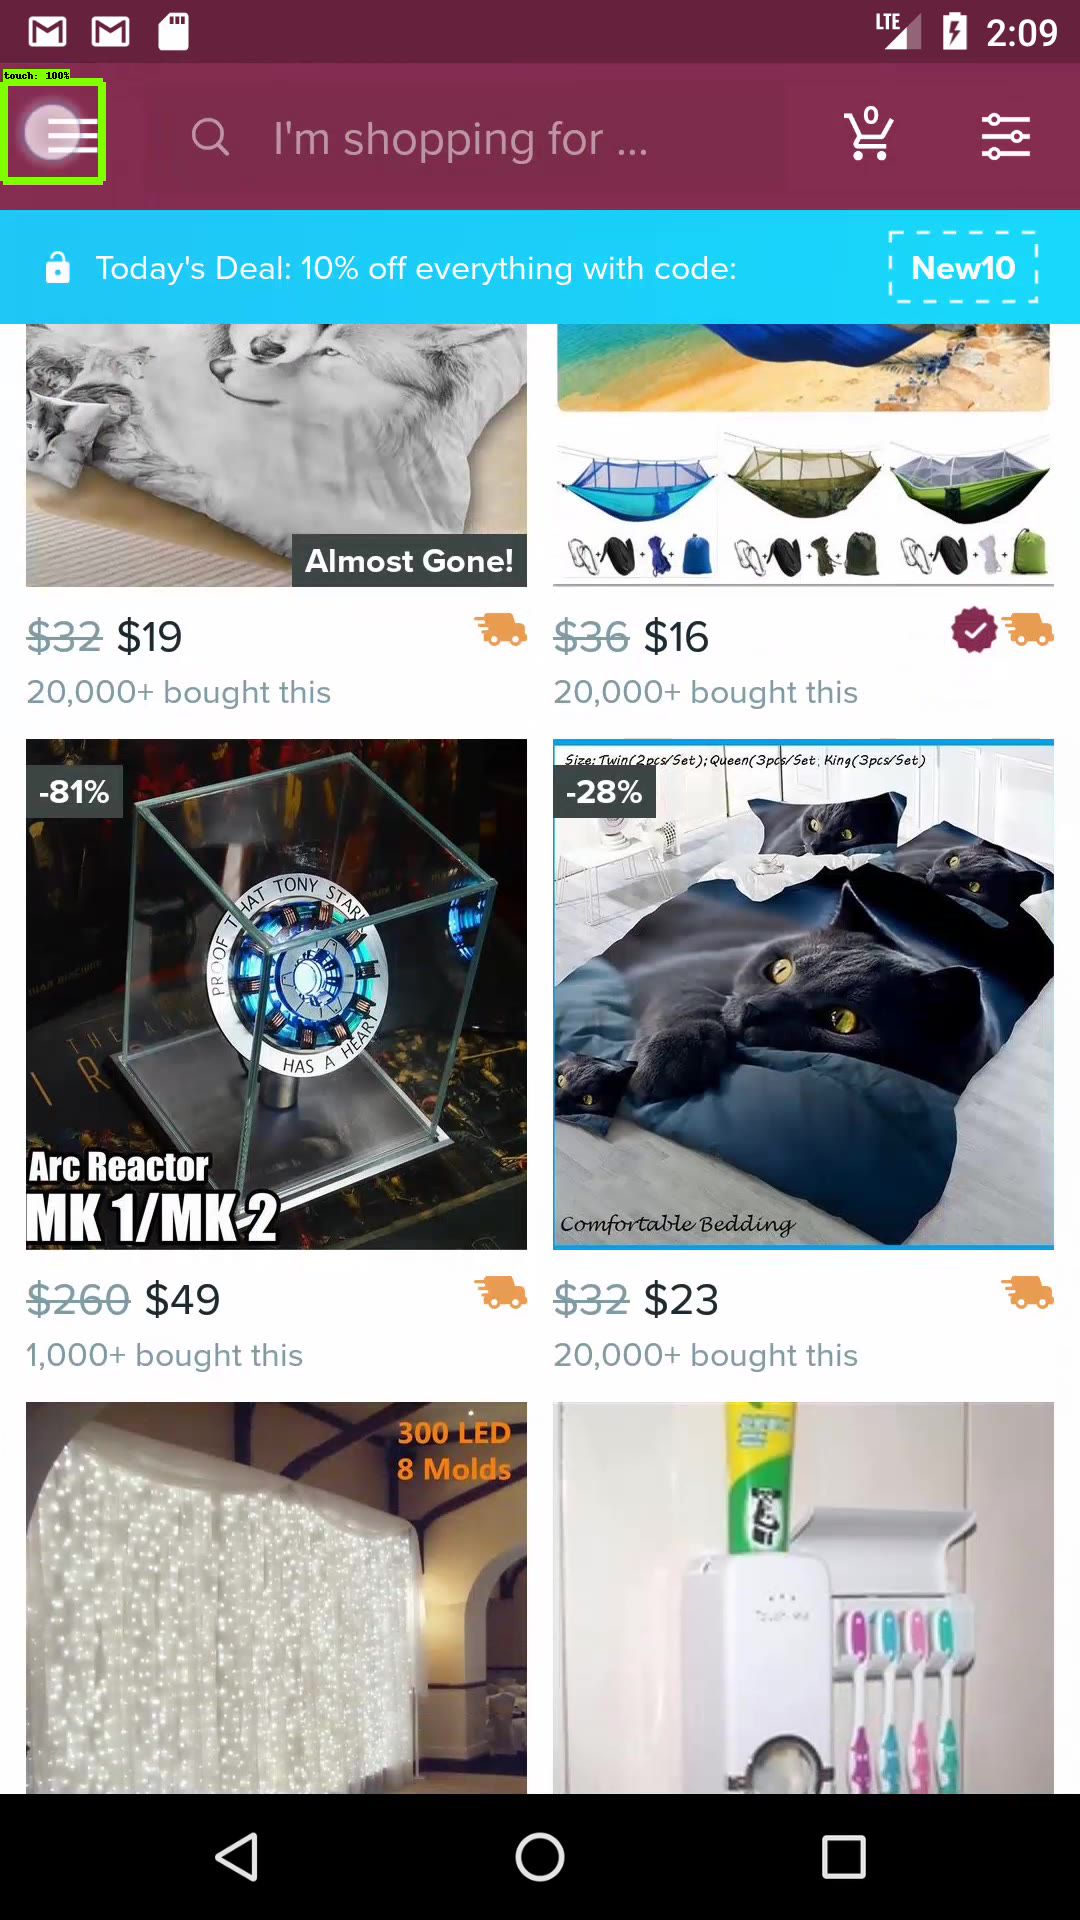 LTE 2:09
touch: 100%
I'm shopping for ...
0
Today's Deal: 10% off everything with code:
New10
Almost Gone!
$32 $19
20,000+ bought this
$36 $16
20,000+ bought this
-81%
PROOF THAT TONY STARK
HAS A HEART
THE ARM
Arc Reactor
MK 1/MK 2
Size:Twin(2pcs/Set);Queen(3pcs/Set, King(3pcs/Set)
-28%
Comfortable Bedding
$260 $49
1,000+ bought this
$32 $23
20,000+ bought this
300 LED
8 Molds